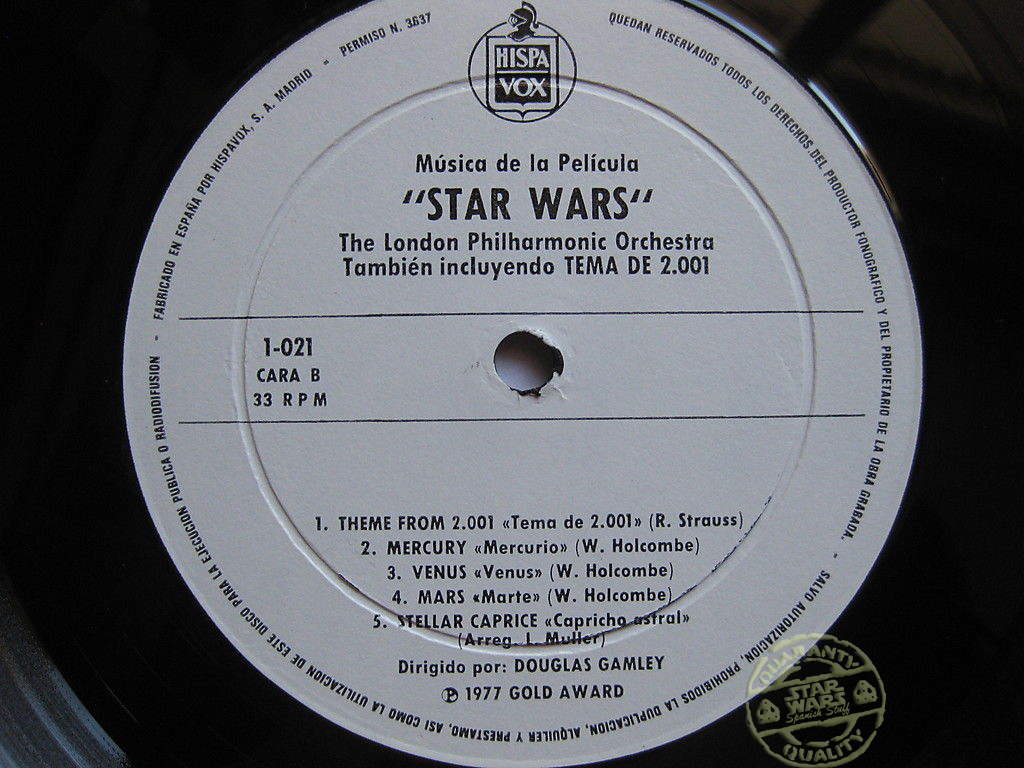 HISPA
VOX
Música de la Película
"STAR WARS"
The London Philharmonic Orchestra
También incluyendo TEMA DE 2.001
1-021
CARA B
33 RPM
1. THEME FROM 2.001 «Tema de 2.001» (R. Strauss)
2. MERCURY «Mercurio» (W. Holcombe)
3. VENUS «Venus» (W. Holcombe)
4. MARS «Marte» (W. Holcombe)
5. STELLAR CAPRICE «Capricho astral»
(Arreg. I. Muller)
Dirigido por: DOUGLAS GAMLEY
℗ 1977 GOLD AWARD
QUEDAN RESERVADOS TODOS LOS DERECHOS DEL PRODUCTOR FONOGRAFICO Y DEL PROPIETARIO DE LA OBRA GRABADA. - SALVO AUTORIZACION, PROHIBIDOS LA DUPLICACION, ALQUILER Y PRESTAMO, ASI COMO LA UTILIZACION DE ESTE DISCO PARA LA EJECUCION PUBLICA O RADIODIFUSION - FABRICADO EN ESPAÑA POR HISPAVOX, S. A. MADRID - PERMISO N. 3637
QUARANTY
STAR
WARS
Spanish Stuff
QUALITY